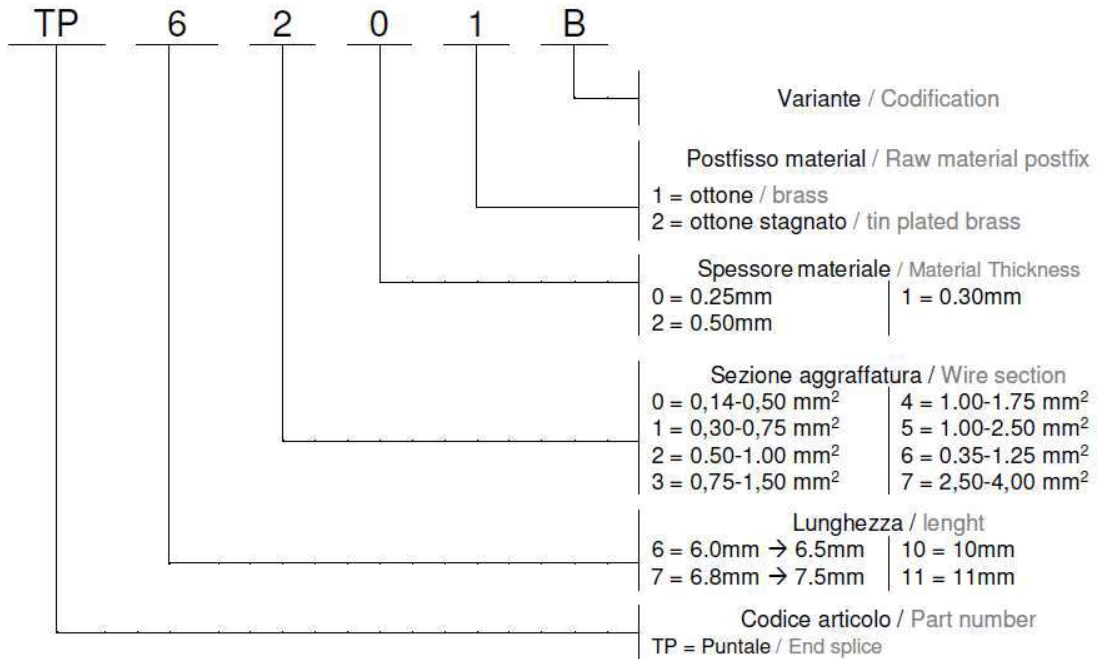 TP 6 2 0 1 B
Variante / Codification
Postfisso material / Raw material postfix
1 = ottone / brass
2 = ottone stagnato / tin plated brass
Spessore materiale / Material Thickness
0 = 0.25mm 1 = 0.30mm
2 = 0.50mm
Sezione aggraffatura / Wire section
0 = 0,14-0,50 mm² 4 = 1.00-1.75 mm²
1 = 0,30-0,75 mm² 5 = 1.00-2.50 mm²
2 = 0.50-1.00 mm² 6 = 0.35-1.25 mm²
3 = 0,75-1,50 mm² 7 = 2,50-4,00 mm²
Lunghezza / lenght
6 = 6.0mm → 6.5mm 10 = 10mm
7 = 6.8mm → 7.5mm 11 = 11mm
Codice articolo / Part number
TP = Puntale / End splice